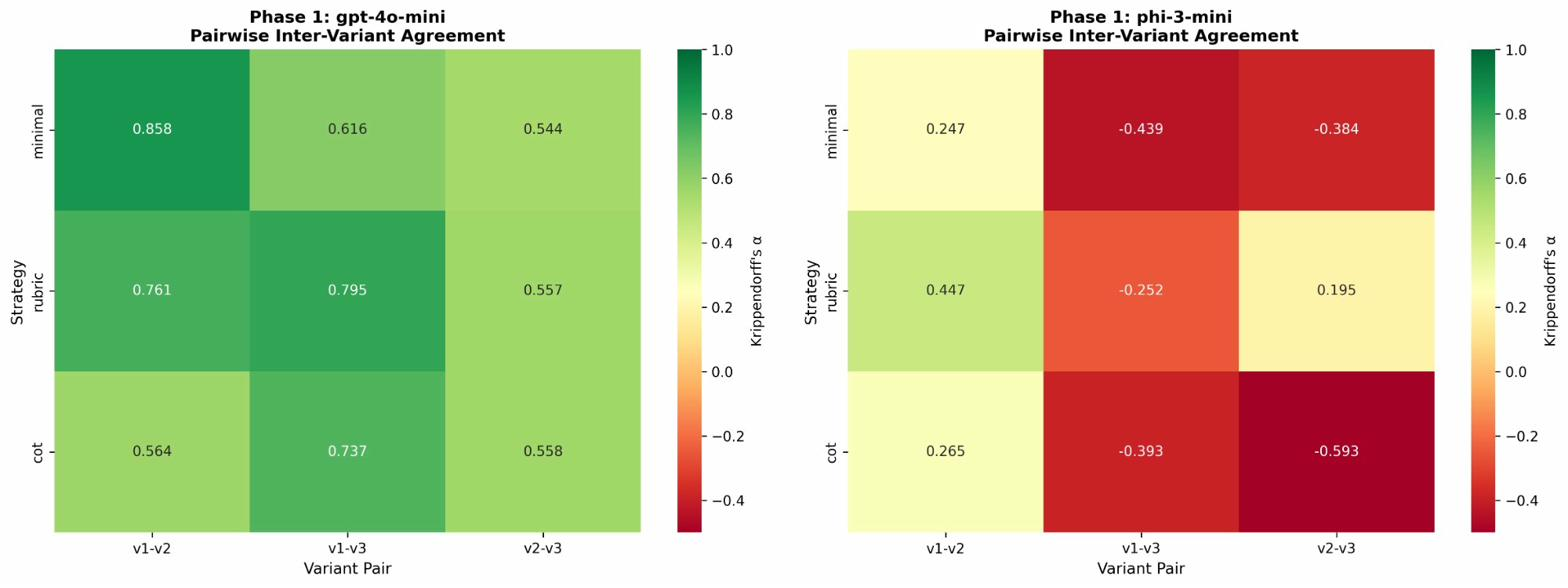 Phase 1: gpt-4o-mini
Pairwise Inter-Variant Agreement
Strategy
minimal
rubric
cot
0.858 0.616 0.544
0.761 0.795 0.557
0.564 0.737 0.558
v1-v2 v1-v3 v2-v3
Variant Pair
1.0
0.8
0.6
0.4
0.2
0.0
−0.2
−0.4
Krippendorff's α
Phase 1: phi-3-mini
Pairwise Inter-Variant Agreement
Strategy
minimal
rubric
cot
0.247 -0.439 -0.384
0.447 -0.252 0.195
0.265 -0.393 -0.593
v1-v2 v1-v3 v2-v3
Variant Pair
1.0
0.8
0.6
0.4
0.2
0.0
−0.2
−0.4
Krippendorff's α